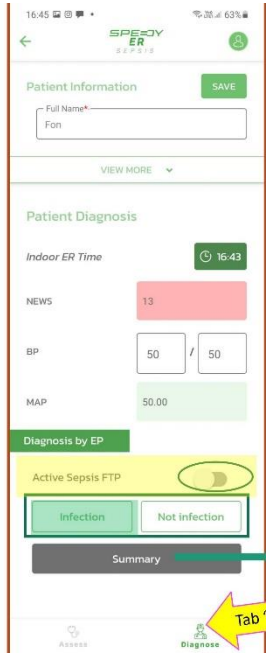 16:45 63%
SPEEDY
ER
SEPSIS
Patient Information
SAVE
Full Name*
Fon
VIEW MORE
Patient Diagnosis
Indoor ER Time
16:43
NEWS
13
BP
50 / 50
MAP
50.00
Diagnosis by EP
Active Sepsis FTP
Infection
Not infection
Summary
Tab
Assess
Diagnose